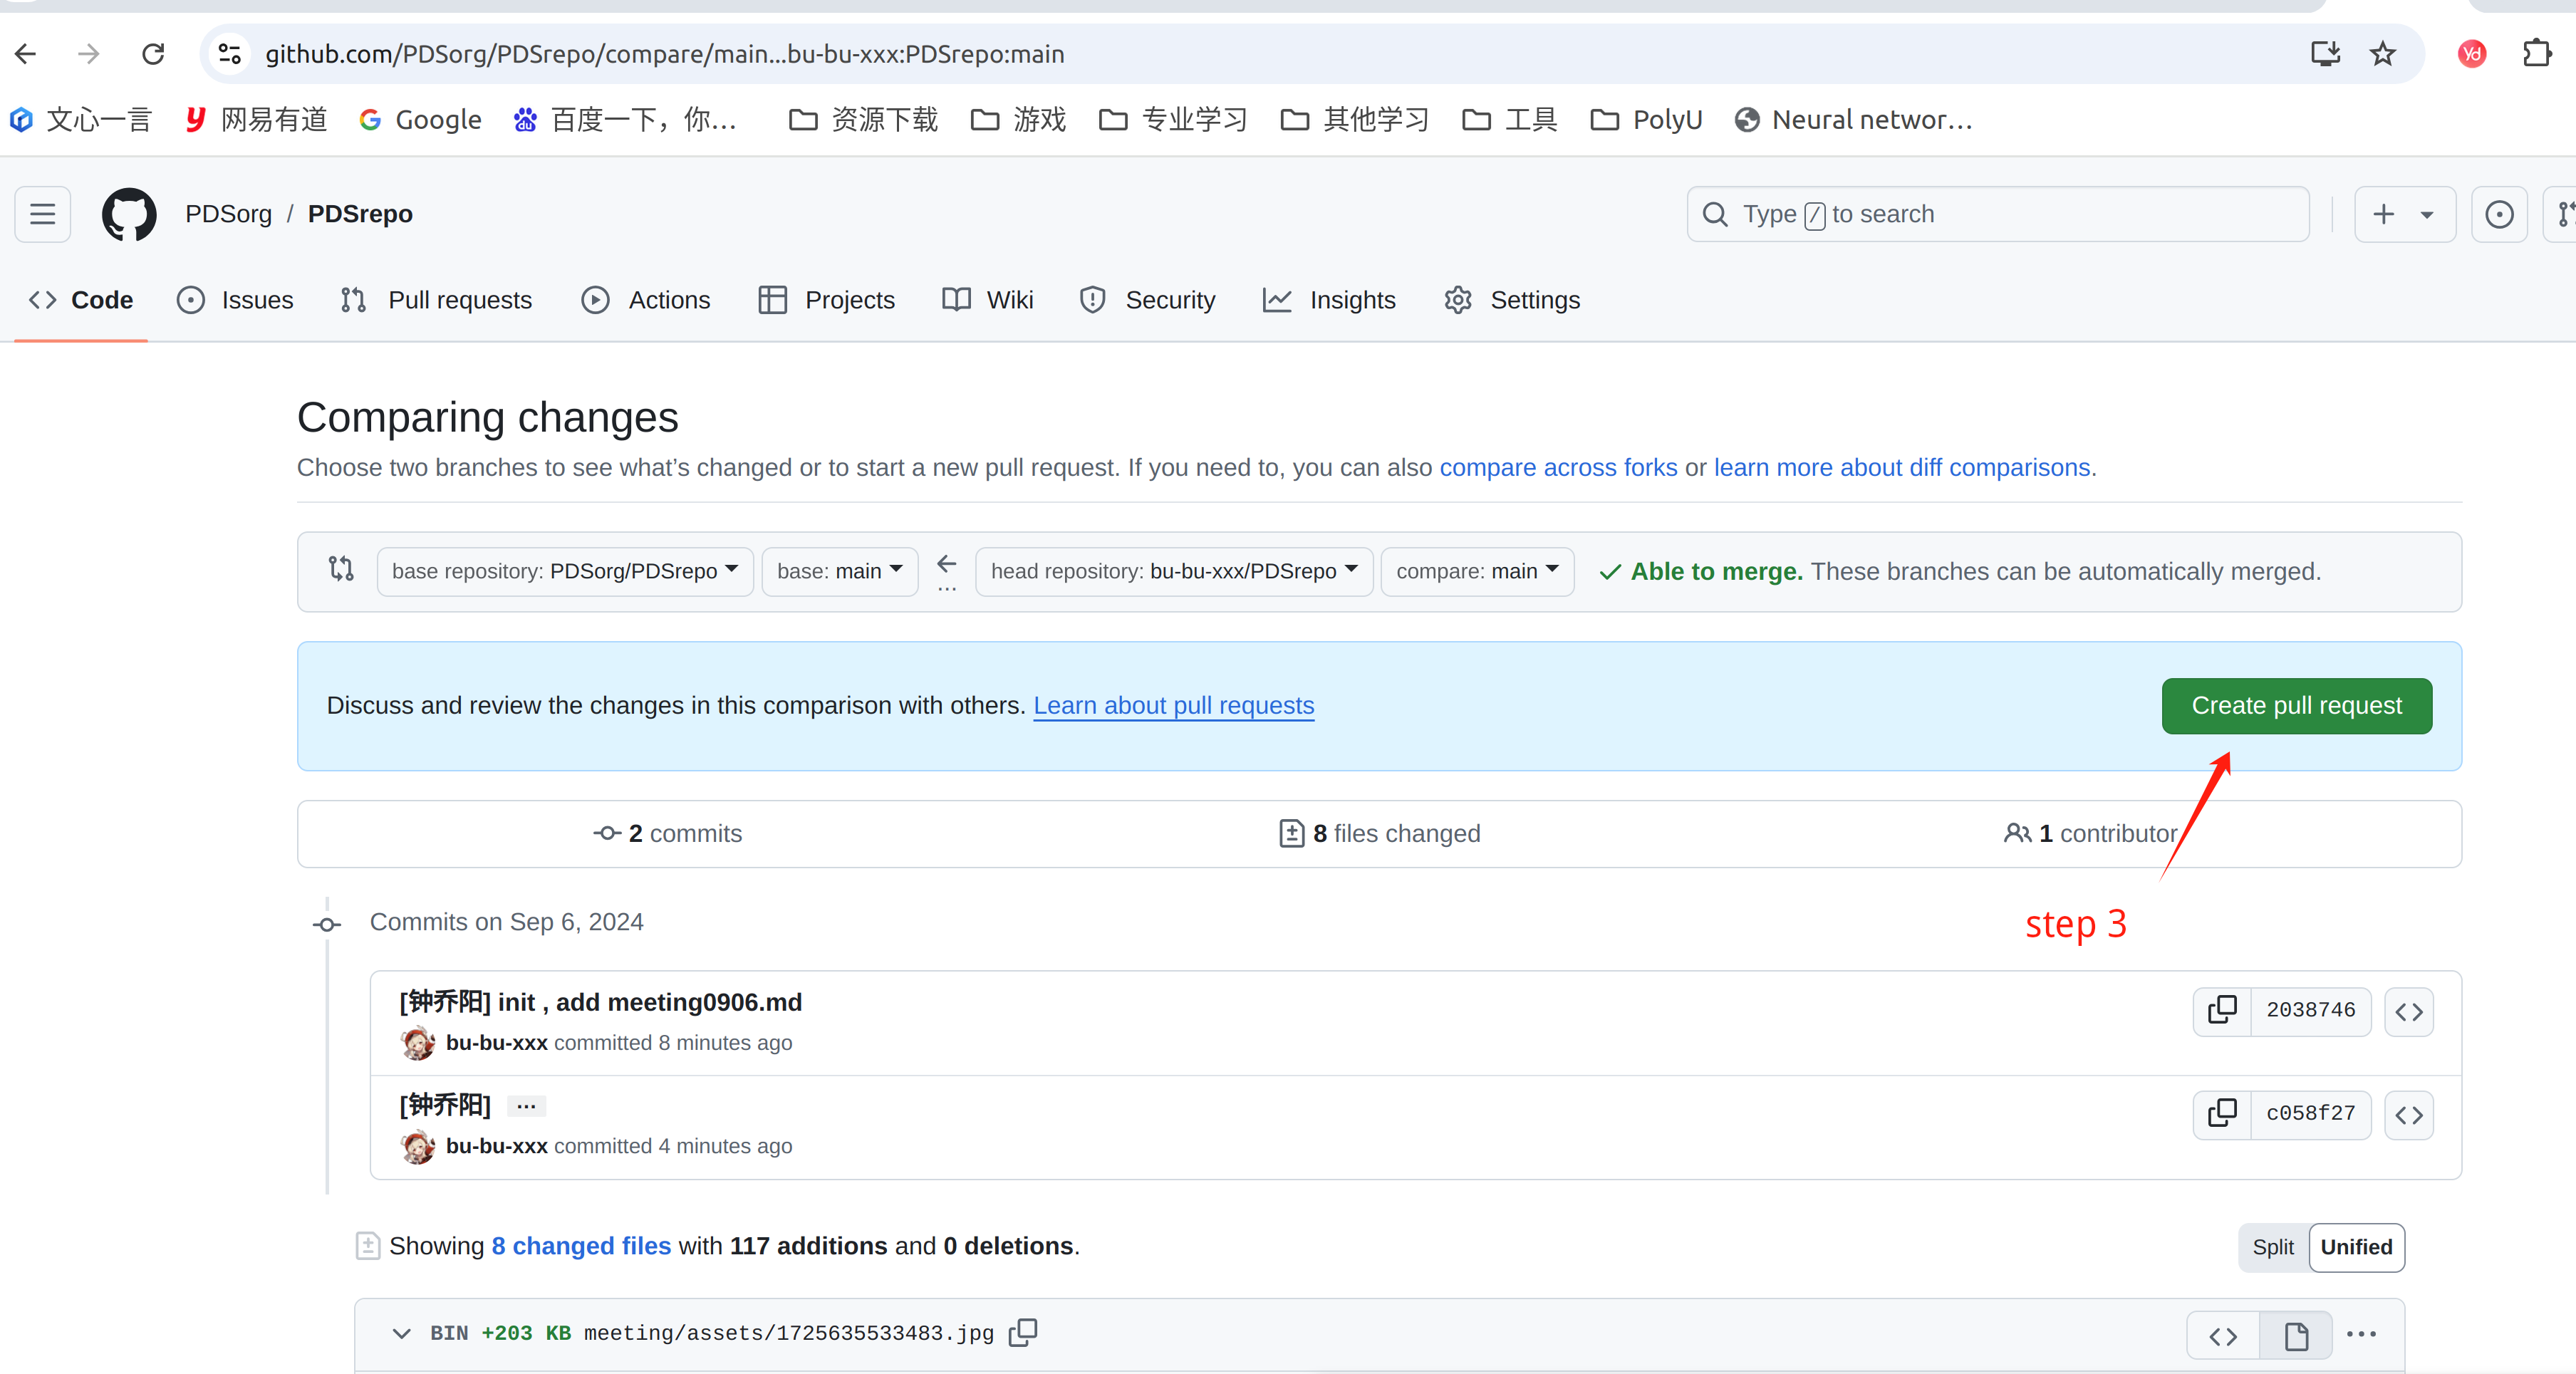 github.com/PDSorg/PDSrepo/compare/main...bu-bu-xxx:PDSrepo:main
文心一言 网易有道 Google 百度一下，你... 资源下载 游戏 专业学习 其他学习 工具 PolyU Neural networ...
PDSorg / PDSrepo
Type / to search
Code Issues Pull requests Actions Projects Wiki Security Insights Settings
Comparing changes
Choose two branches to see what’s changed or to start a new pull request. If you need to, you can also compare across forks or learn more about diff comparisons.
base repository: PDSorg/PDSrepo base: main ... head repository: bu-bu-xxx/PDSrepo compare: main Able to merge. These branches can be automatically merged.
Discuss and review the changes in this comparison with others. Learn about pull requests Create pull request
2 commits 8 files changed 1 contributor
step 3
Commits on Sep 6, 2024
[钟乔阳] init , add meeting0906.md 2038746
bu-bu-xxx committed 8 minutes ago
[钟乔阳] ... c058f27
bu-bu-xxx committed 4 minutes ago
Showing 8 changed files with 117 additions and 0 deletions. Split Unified
BIN +203 KB meeting/assets/1725635533483.jpg